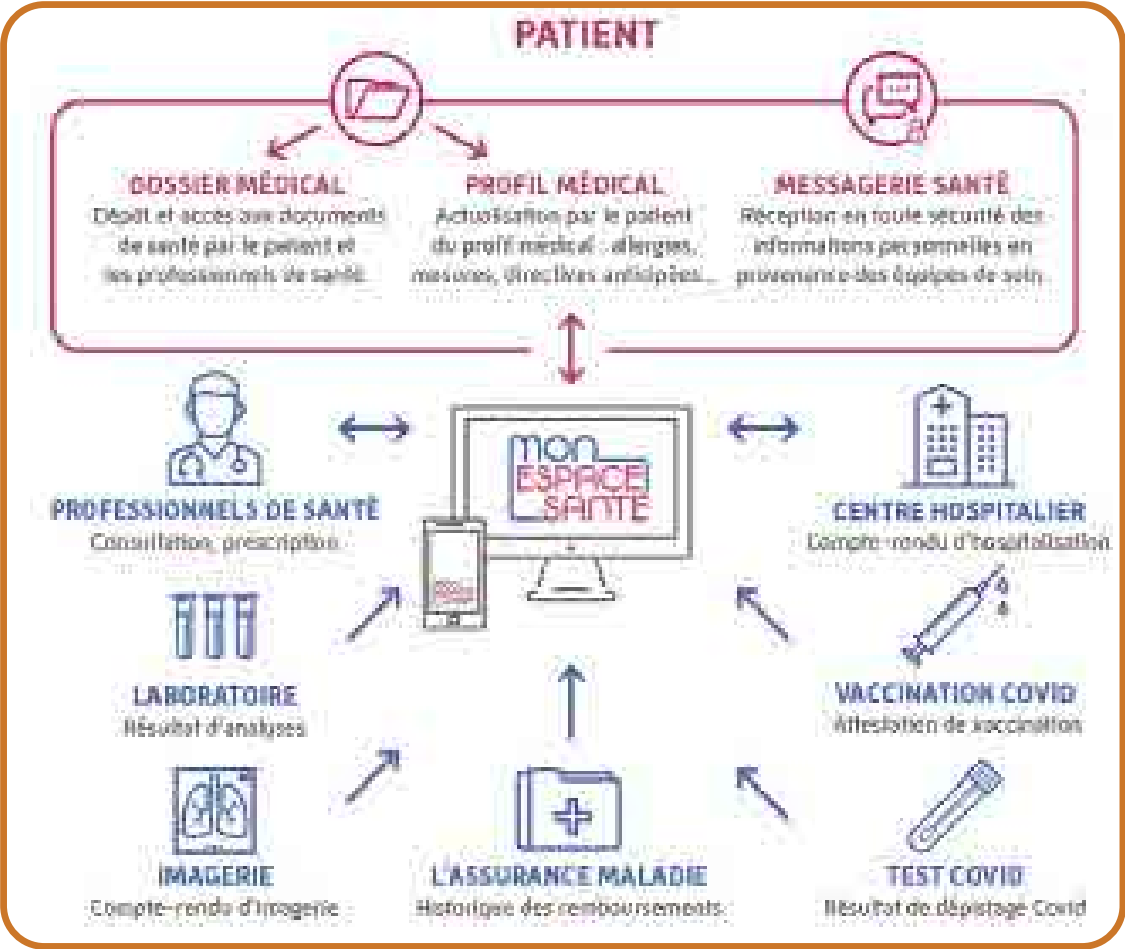 PATIENT
DOSSIER MÉDICAL
Dépôt et accès aux documents
de santé par le patient et
les professionnels de santé.
PROFIL MÉDICAL
Actualisation par le patient
du profil médical : allergies,
mesures, directives anticipées...
MESSAGERIE SANTÉ
Réception en toute sécurité des
informations personnelles en
provenance des équipes de soin.
MON
ESPACE
SANTÉ
PROFESSIONNELS DE SANTÉ
Consultation, prescription
CENTRE HOSPITALIER
Compte-rendu d'hospitalisation
LABORATOIRE
Résultat d'analyses
VACCINATION COVID
Attestation de vaccination
IMAGERIE
Compte-rendu d'imagerie
L'ASSURANCE MALADIE
Historique des remboursements
TEST COVID
Résultat de dépistage Covid